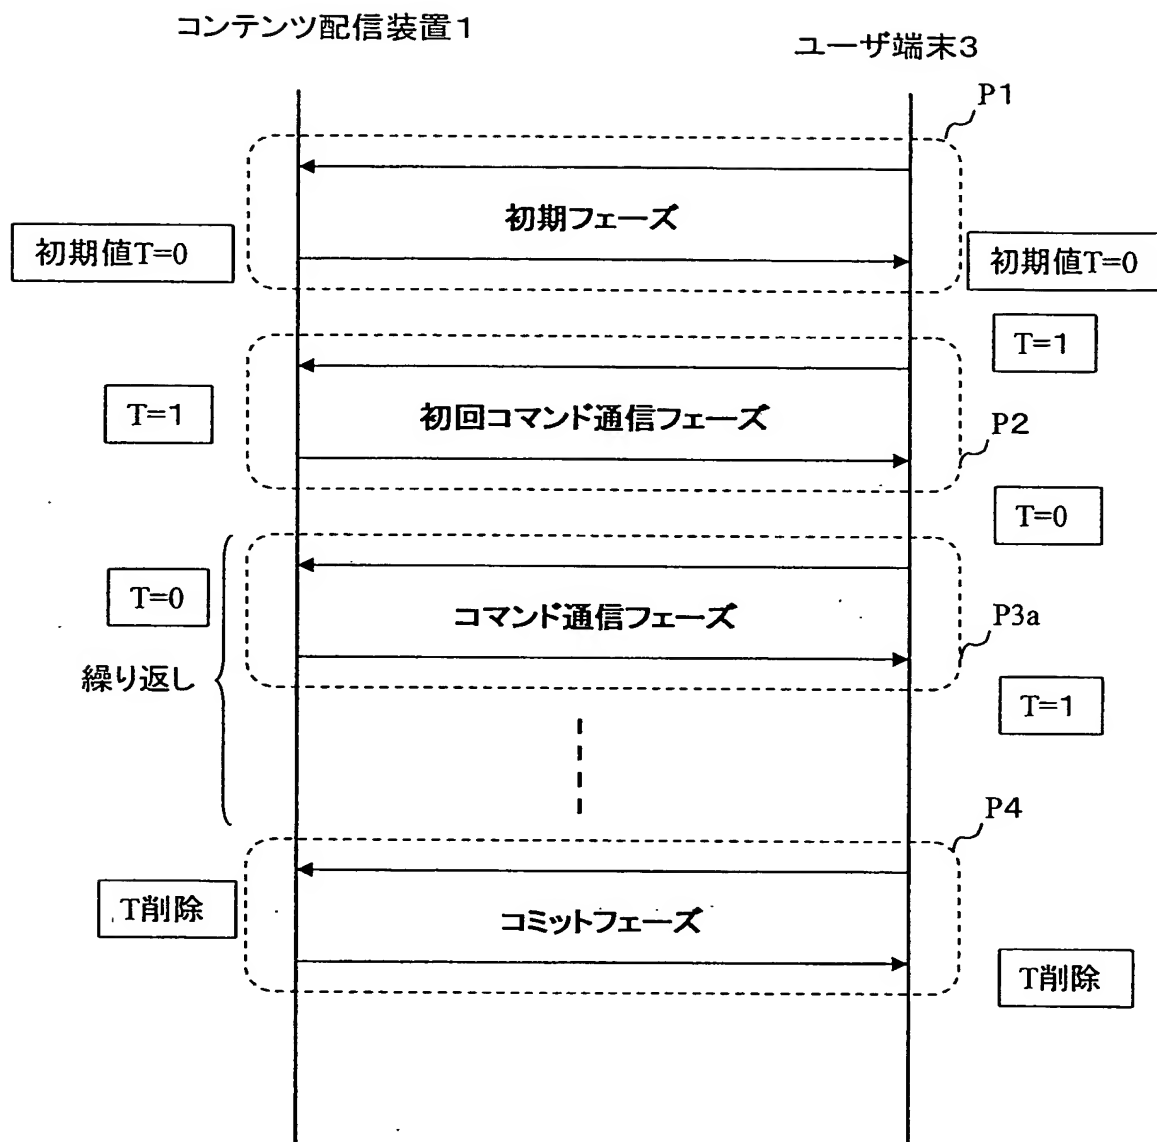 コンテンツ配信装置1
ユーザ端末3
P1
初期フェーズ
初期値T=0
初期値T=0
T=1
T=1
初回コマンド通信フェーズ
P2
T=0
T=0
コマンド通信フェーズ
P3a
繰り返し
T=1
P4
T削除
コミットフェーズ
T削除